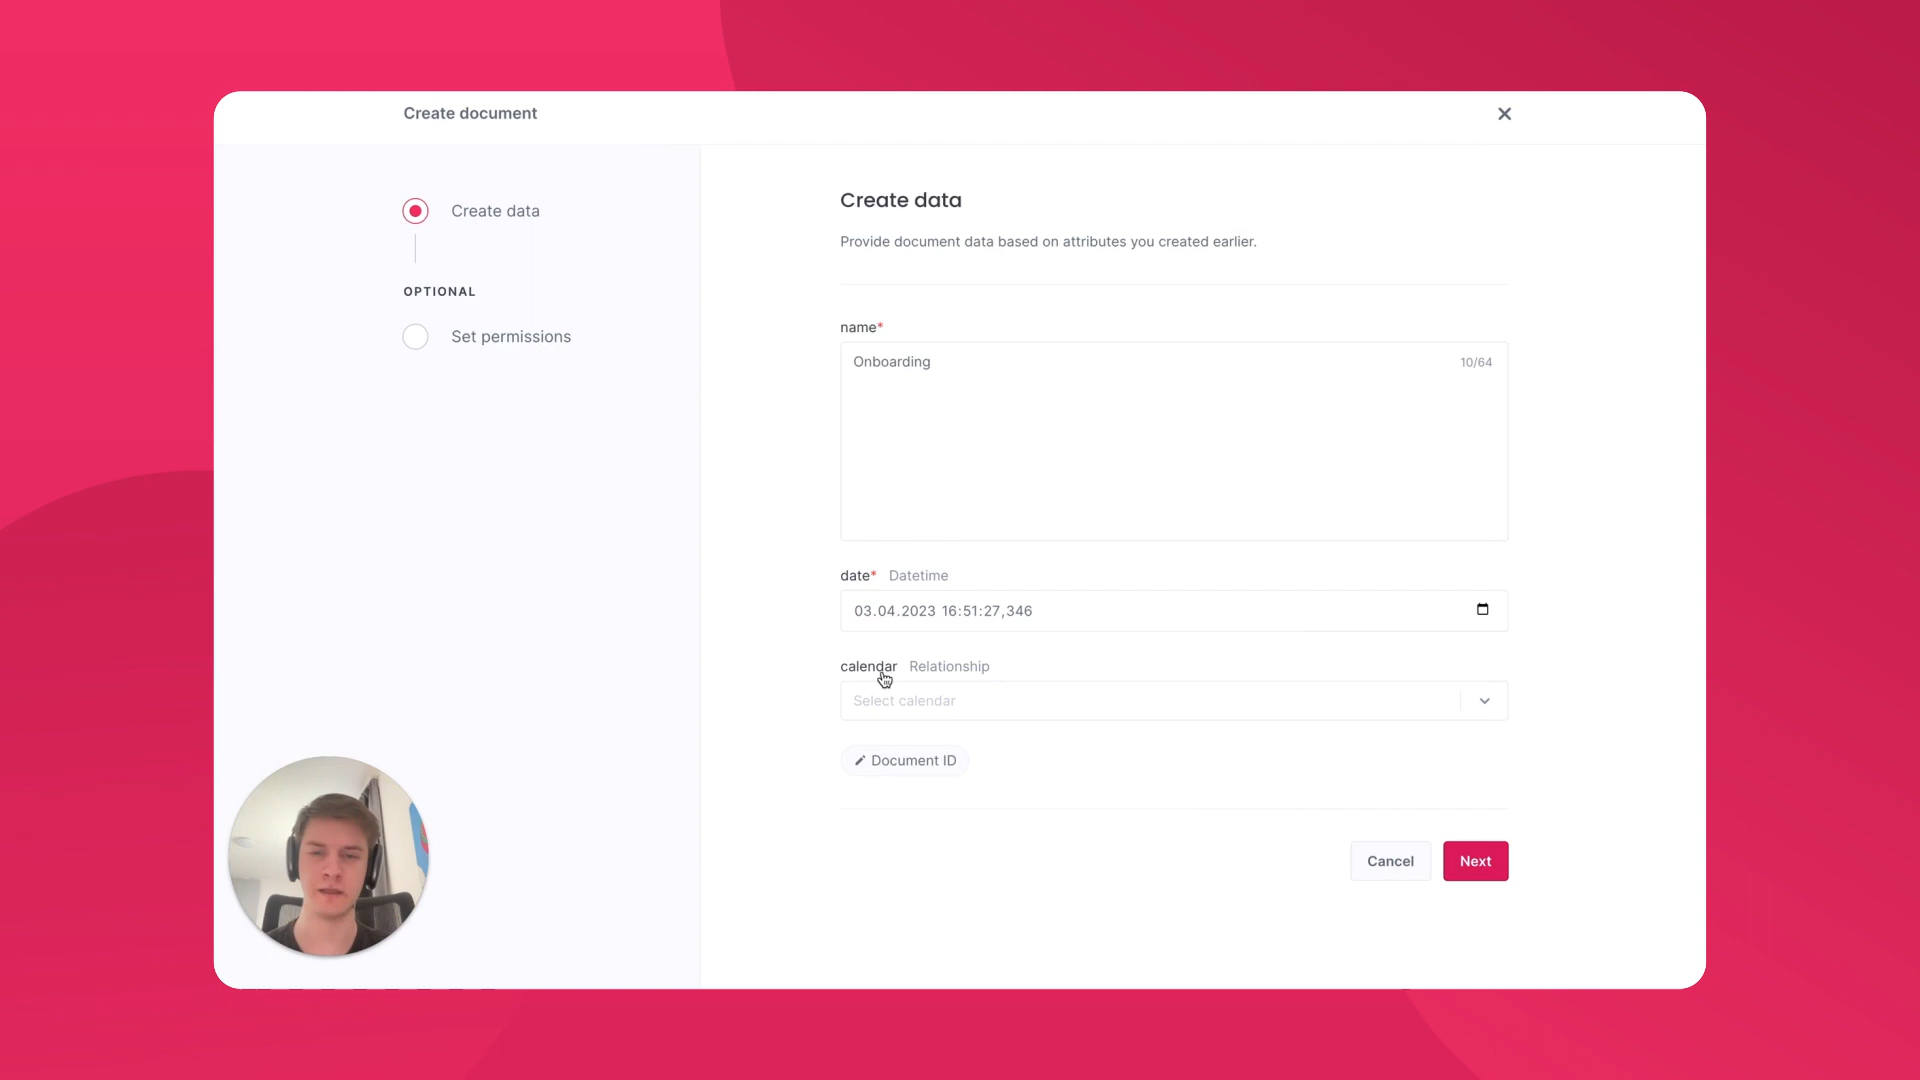 Create document
Create data
OPTIONAL
Set permissions
Create data
Provide document data based on attributes you created earlier.
name*
Onboarding 10/64
date* Datetime
03.04.2023 16:51:27,346
calendar Relationship
Select calendar
Document ID
Cancel Next